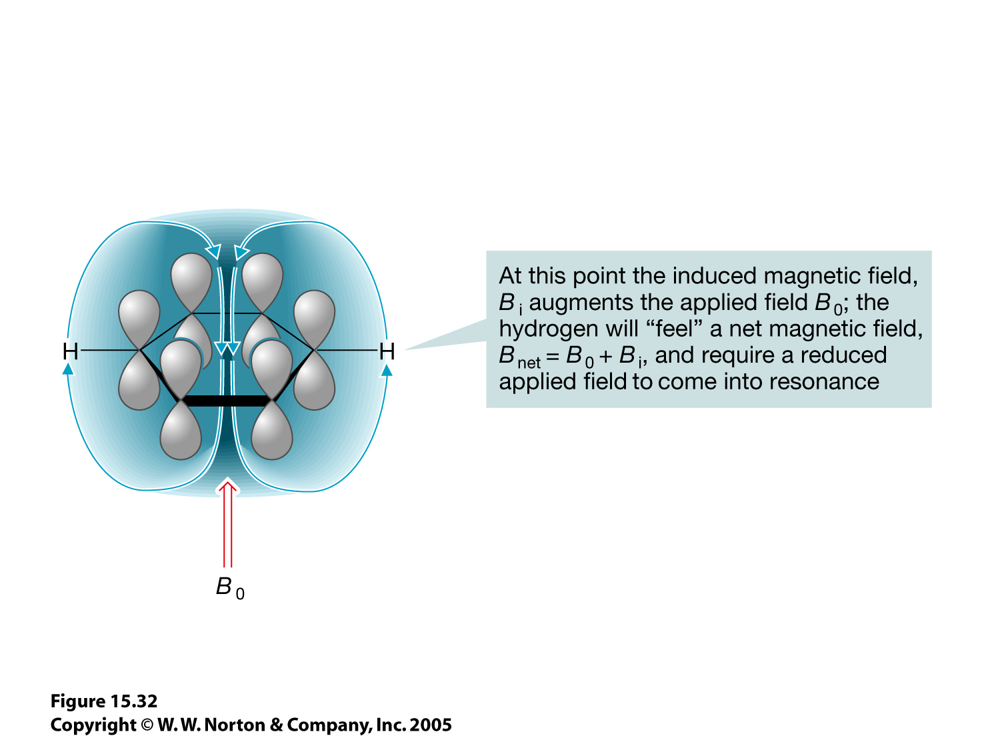 H
H
At this point the induced magnetic field,
B i augments the applied field B 0; the
hydrogen will “feel” a net magnetic field,
B net = B 0 + B i, and require a reduced
applied field to come into resonance
B 0
Figure 15.32
Copyright © W. W. Norton & Company, Inc. 2005